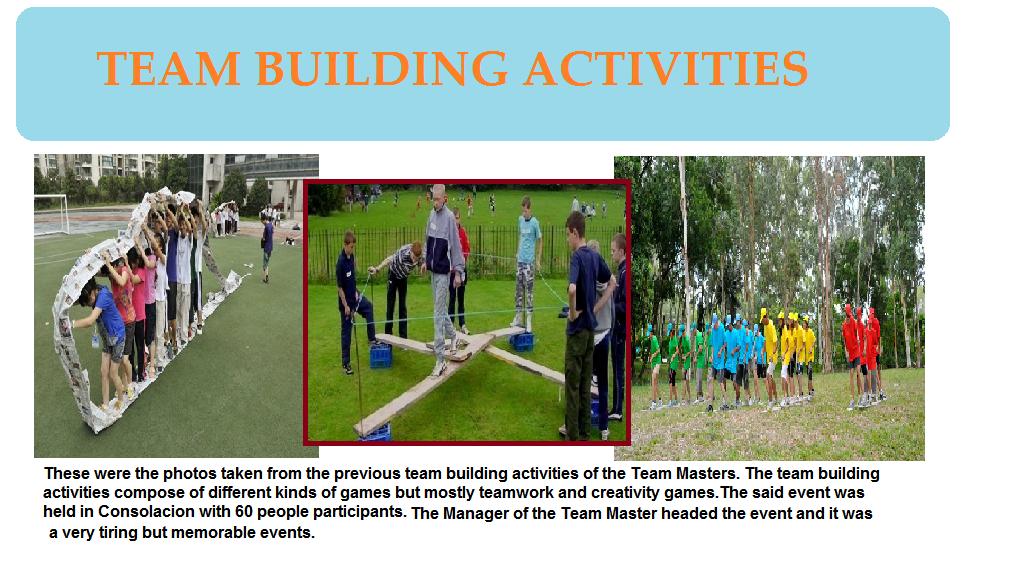 TEAM BUILDING ACTIVITIES
These were the photos taken from the previous team building activities of the Team Masters. The team building
activities compose of different kinds of games but mostly teamwork and creativity games.The said event was
held in Consolacion with 60 people participants. The Manager of the Team Master headed the event and it was
a very tiring but memorable events.